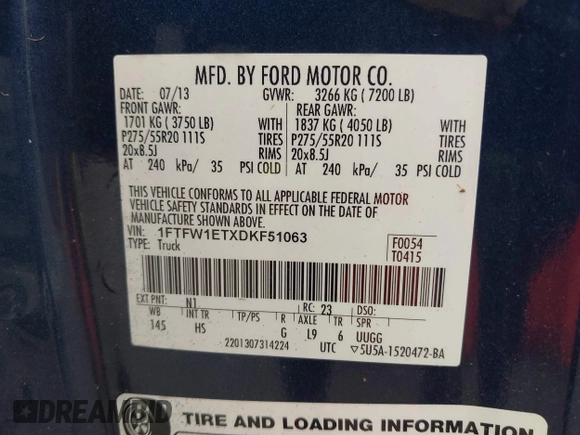 MFD. BY FORD MOTOR CO.
DATE: 07/13 GVWR: 3266 KG ( 7200 LB)
FRONT GAWR: REAR GAWR:
1701 KG ( 3750 LB) WITH 1837 KG ( 4050 LB) WITH
P275/55R20 111S TIRES P275/55R20 111S TIRES
20x8.5J RIMS 20x8.5J RIMS
AT 240 kPa/ 35 PSI COLD AT 240 kPa/ 35 PSI COLD
THIS VEHICLE CONFORMS TO ALL APPLICABLE FEDERAL MOTOR
VEHICLE SAFETY STANDARDS IN EFFECT ON THE DATE OF
MANUFACTURE SHOWN ABOVE.
VIN: 1FTFW1ETXDKF51063
TYPE: Truck
F0054
T0415
EXT PNT: N1 RC: 23 DSO:
WB INT TR TP/PS R AXLE TR SPR
145 HS G L9 6 UUGG
2201307314224 UTC ▽5U5A-1520472-BA
TIRE AND LOADING INFORMATION
DREAMBID